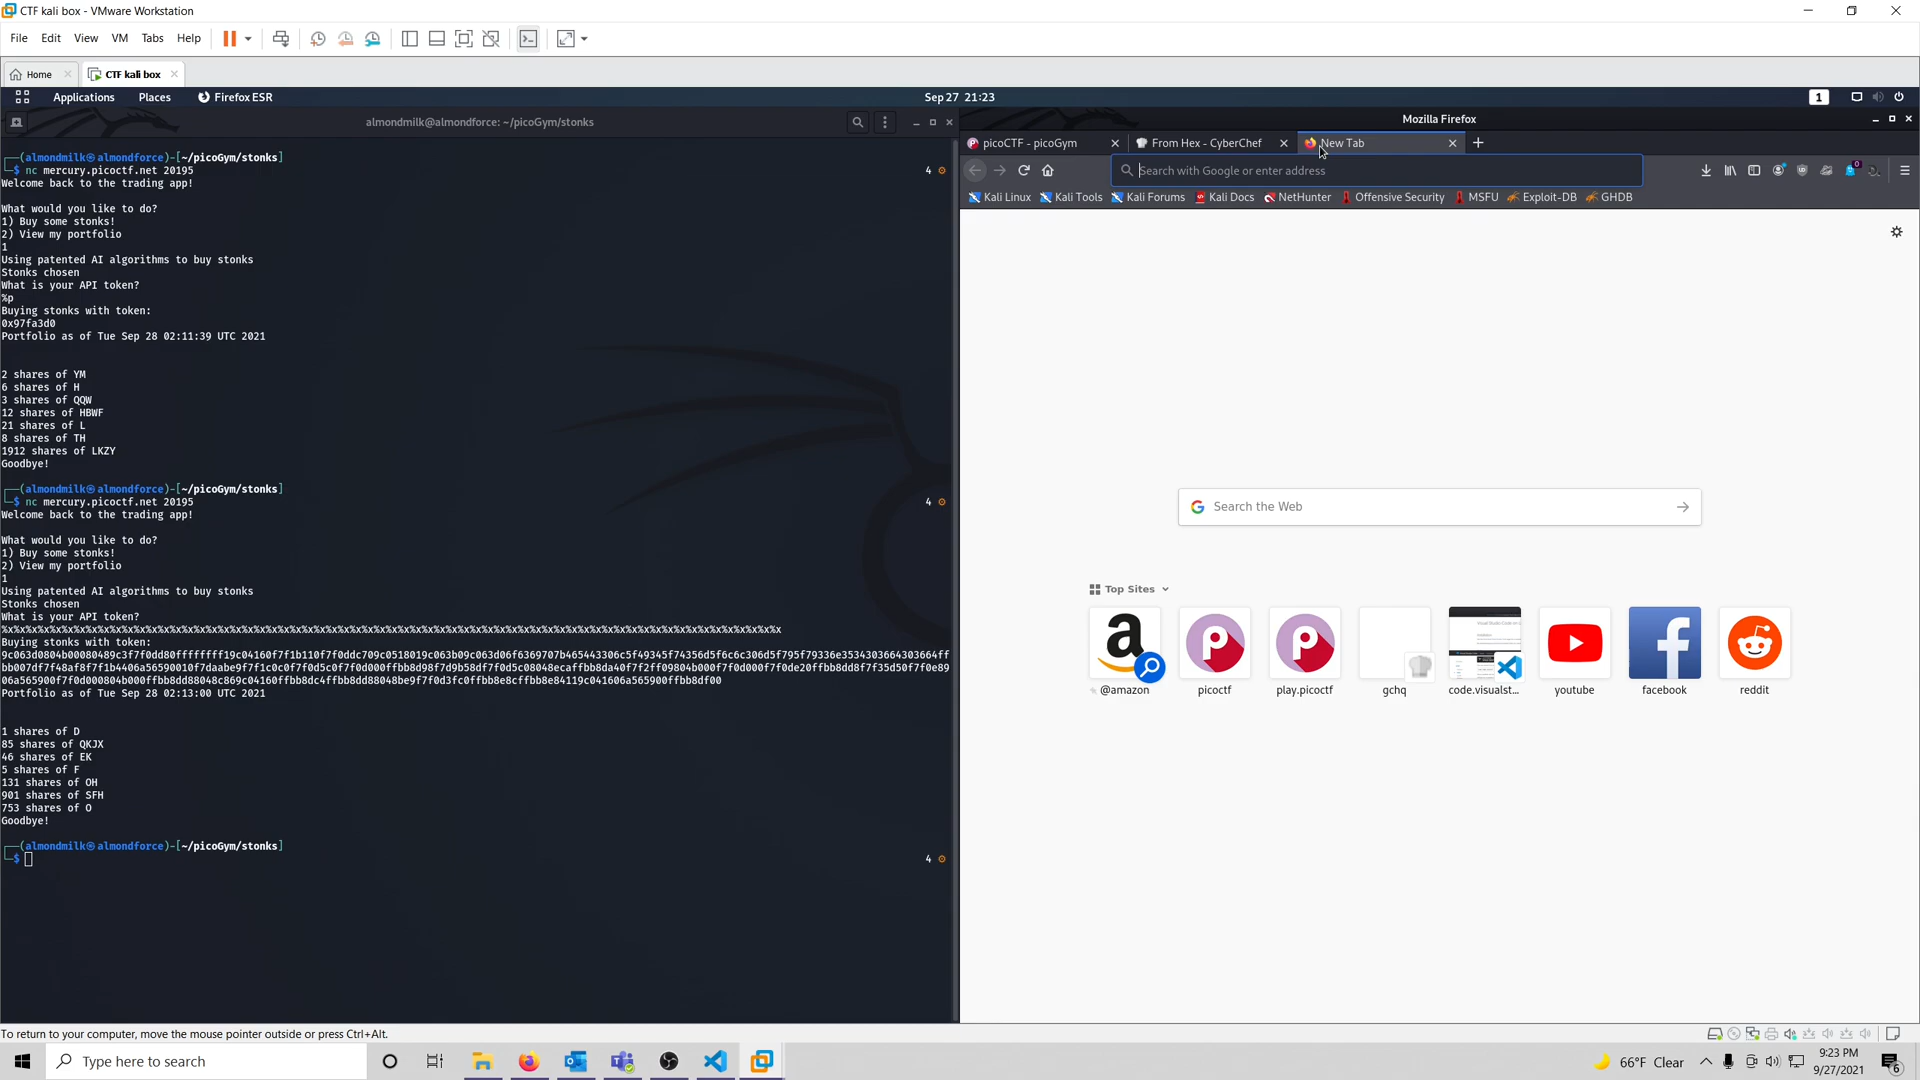 CTF kali box - VMware Workstation
File Edit View VM Tabs Help
Home CTF kali box
Applications Places Firefox ESR Sep 27 21:23 1
almondmilk@almondforce: ~/picoGym/stonks
Mozilla Firefox
picoCTF - picoGym From Hex - CyberChef New Tab
Search with Google or enter address
Kali Linux Kali Tools Kali Forums Kali Docs NetHunter Offensive Security MSFU Exploit-DB GHDB
(almondmilk㉿almondforce)-[~/picoGym/stonks]
$ nc mercury.picoctf.net 20195 4
Welcome back to the trading app!
What would you like to do?
1) Buy some stonks!
2) View my portfolio
1
Using patented AI algorithms to buy stonks
Stonks chosen
What is your API token?
%p
Buying stonks with token:
0x97fa3d0
Portfolio as of Tue Sep 28 02:11:39 UTC 2021
2 shares of YM
6 shares of H
3 shares of QQW
12 shares of HBWF
21 shares of L
8 shares of TH
1912 shares of LKZY
Goodbye!
(almondmilk㉿almondforce)-[~/picoGym/stonks]
$ nc mercury.picoctf.net 20195 4
Welcome back to the trading app!
What would you like to do?
1) Buy some stonks!
2) View my portfolio
1
Using patented AI algorithms to buy stonks
Stonks chosen
What is your API token?
Buying stonks with token:
Portfolio as of Tue Sep 28 02:13:00 UTC 2021
1 shares of D
85 shares of QKJX
46 shares of EK
5 shares of F
131 shares of OH
901 shares of SFH
753 shares of O
Goodbye!
(almondmilk㉿almondforce)-[~/picoGym/stonks]
$ 4
Search the Web
Top Sites
@amazon picoctf play.picoctf gchq code.visualst... youtube facebook reddit
To return to your computer, move the mouse pointer outside or press Ctrl+Alt.
Type here to search
66°F Clear
9:23 PM
9/27/2021
6